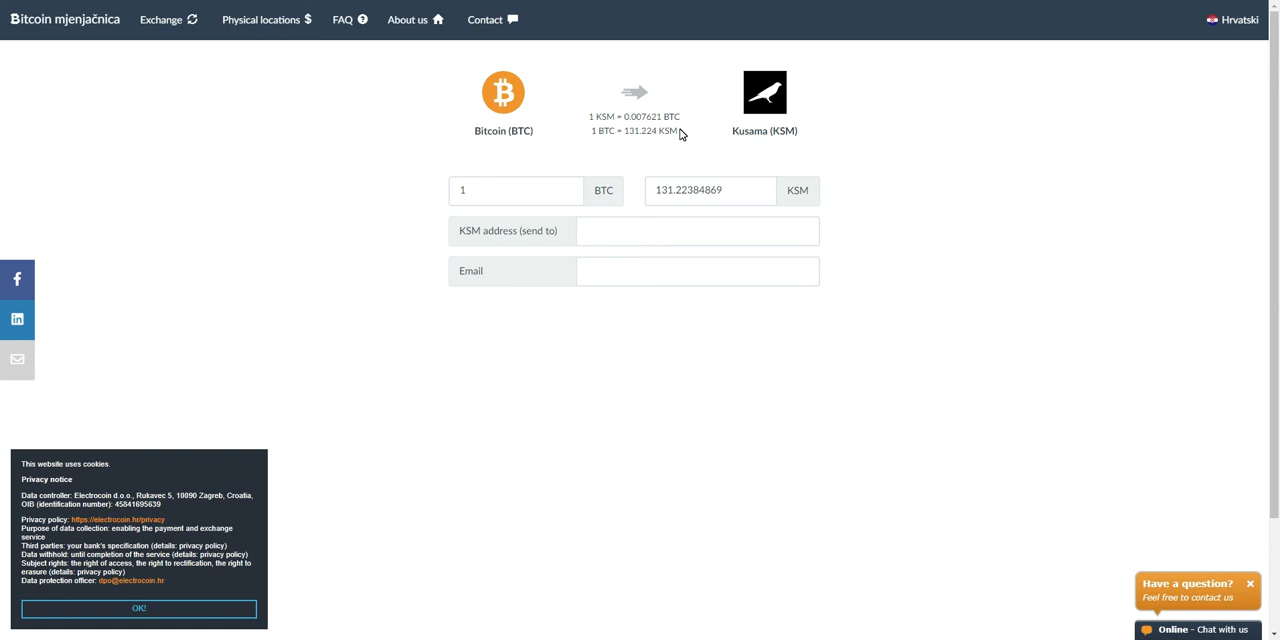 Bitcoin mjenjačnica
Exchange
Physical locations
FAQ
About us
Contact
Hrvatski
1 KSM = 0.007621 BTC
1 BTC = 131.224 KSM
Bitcoin (BTC)
Kusama (KSM)
1 BTC
131.22384869 KSM
KSM address (send to)
Email
This website uses cookies.
Privacy notice
Data controller: Electrocoin d.o.o., Rukavec 5, 10090 Zagreb, Croatia,
OIB (identification number): 45841695639
Privacy policy: https://electrocoin.hr/privacy
Purpose of data collection: enabling the payment and exchange
service
Third parties: your bank's specification (details: privacy policy)
Data withhold: until completion of the service (details: privacy policy)
Subject rights: the right of access, the right to rectification, the right to
erasure (details: privacy policy)
Data protection officer: dpo@electrocoin.hr
OK!
Have a question?
Feel free to contact us
Online - Chat with us